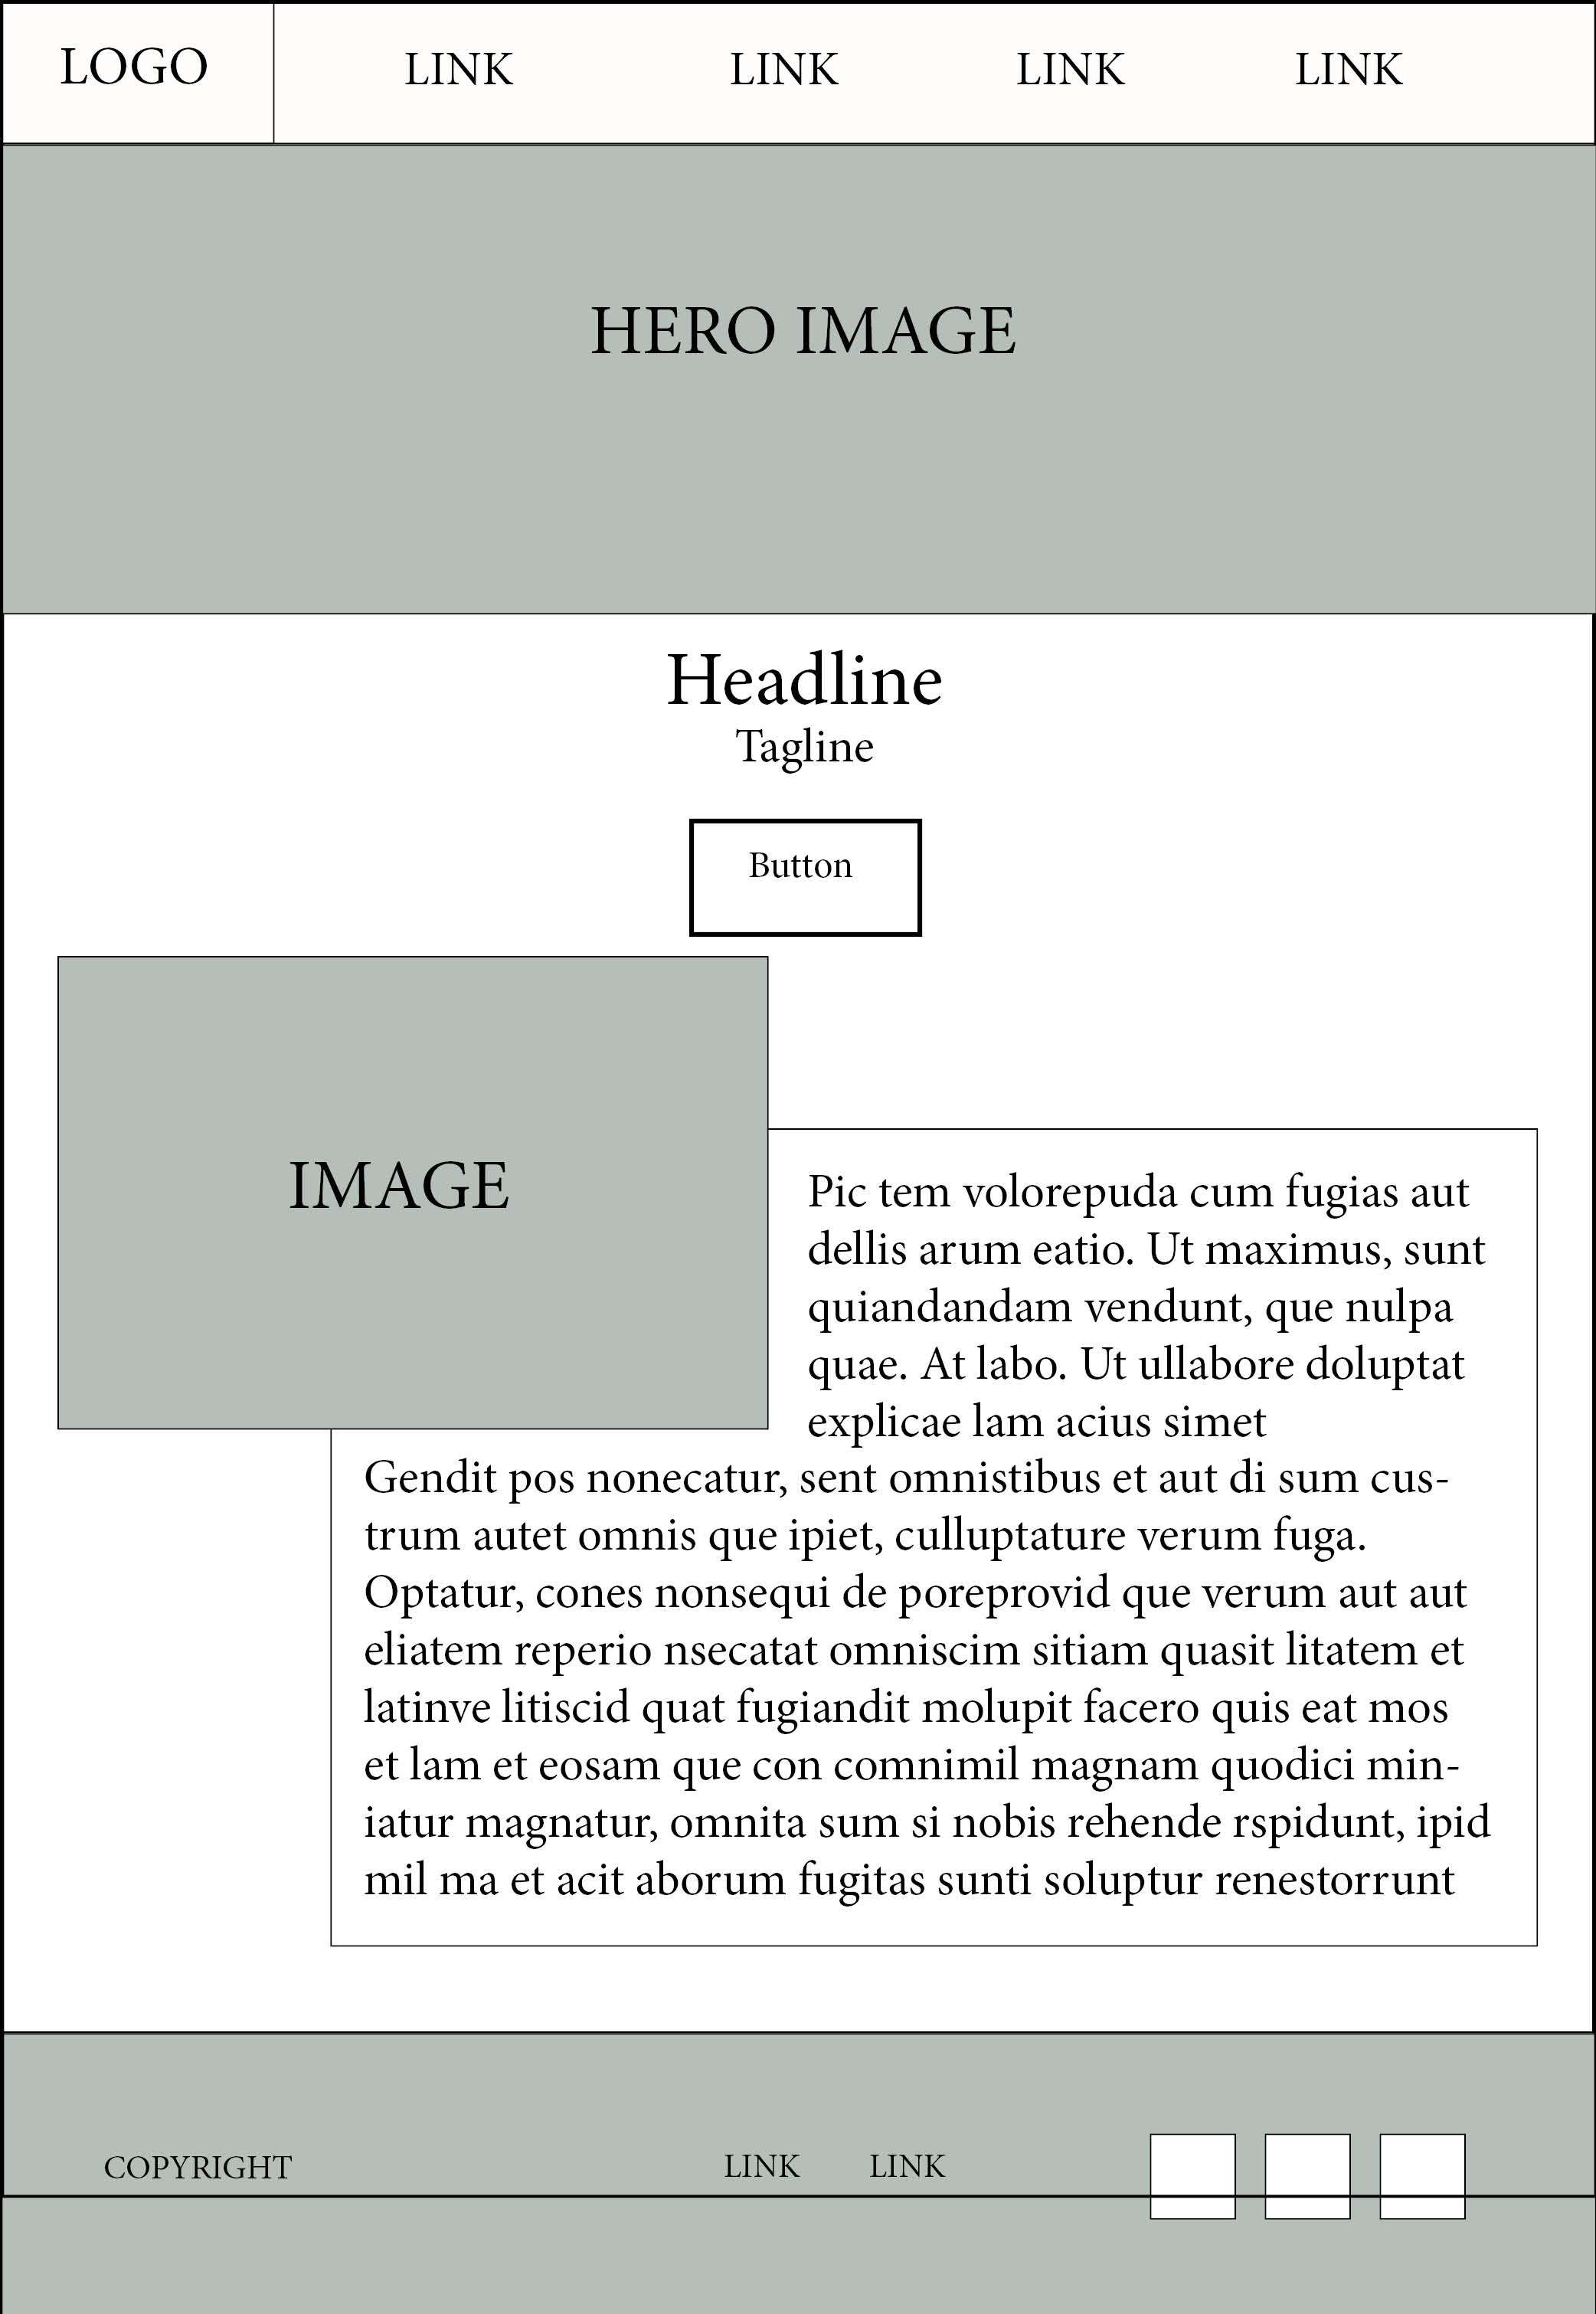 LOGO
LINK
LINK
LINK
LINK
HERO IMAGE
Headline
Tagline
Button
IMAGE
Pic tem volorepuda cum fugias aut
dellis arum eatio. Ut maximus, sunt
quiandandam vendunt, que nulpa
quae. At labo. Ut ullabore doluptat
explicae lam acius simet
Gendit pos nonecatur, sent omnistibus et aut di sum cus-
trum autet omnis que ipiet, culluptature verum fuga.
Optatur, cones nonsequi de poreprovid que verum aut aut
eliatem reperio nsecatat omniscim sitiam quasit litatem et
latinve litiscid quat fugiandit molupit facero quis eat mos
et lam et eosam que con comnimil magnam quodici min-
iatur magnatur, omnita sum si nobis rehende rspidunt, ipid
mil ma et acit aborum fugitas sunti soluptur renestorrunt
COPYRIGHT
LINK
LINK